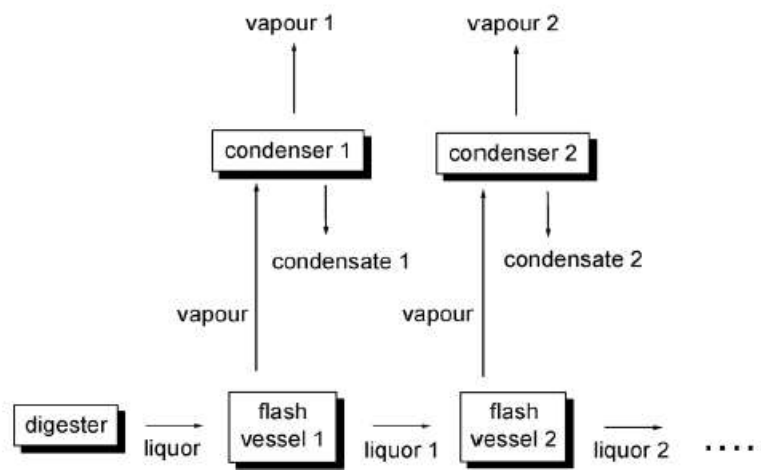 vapour 1
vapour 2
condenser 1
condenser 2
condensate 1
condensate 2
vapour
vapour
digester
liquor
flash
vessel 1
liquor 1
flash
vessel 2
liquor 2
....